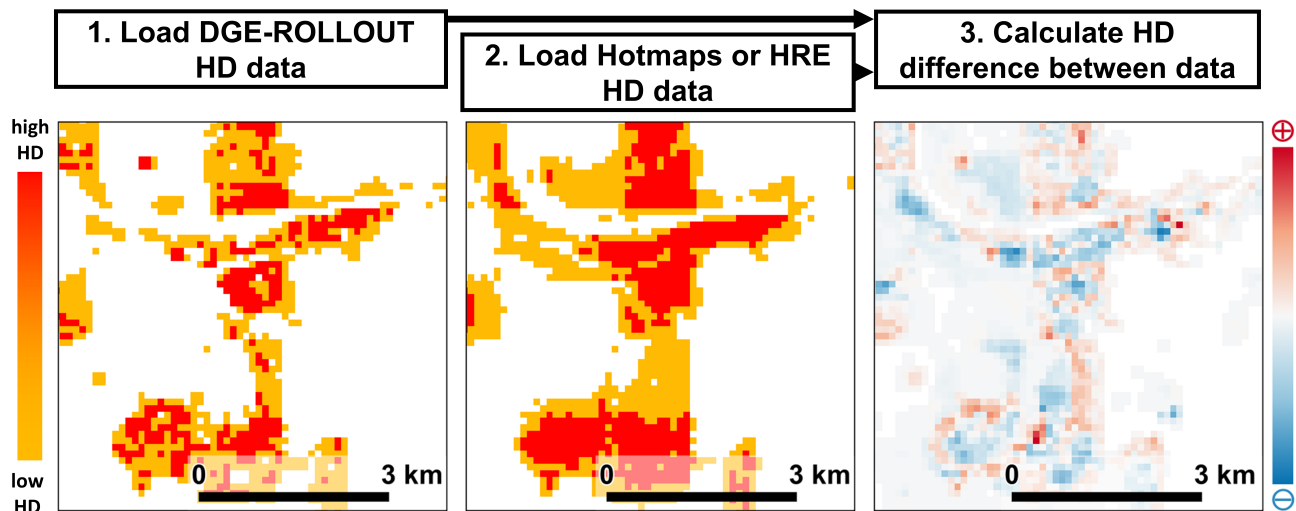 1. Load DGE-ROLLOUT
HD data
2. Load Hotmaps or HRE
HD data
3. Calculate HD
difference between data
high
HD
low
HD
0 3 km
0 3 km
0 3 km
⊕
⊖